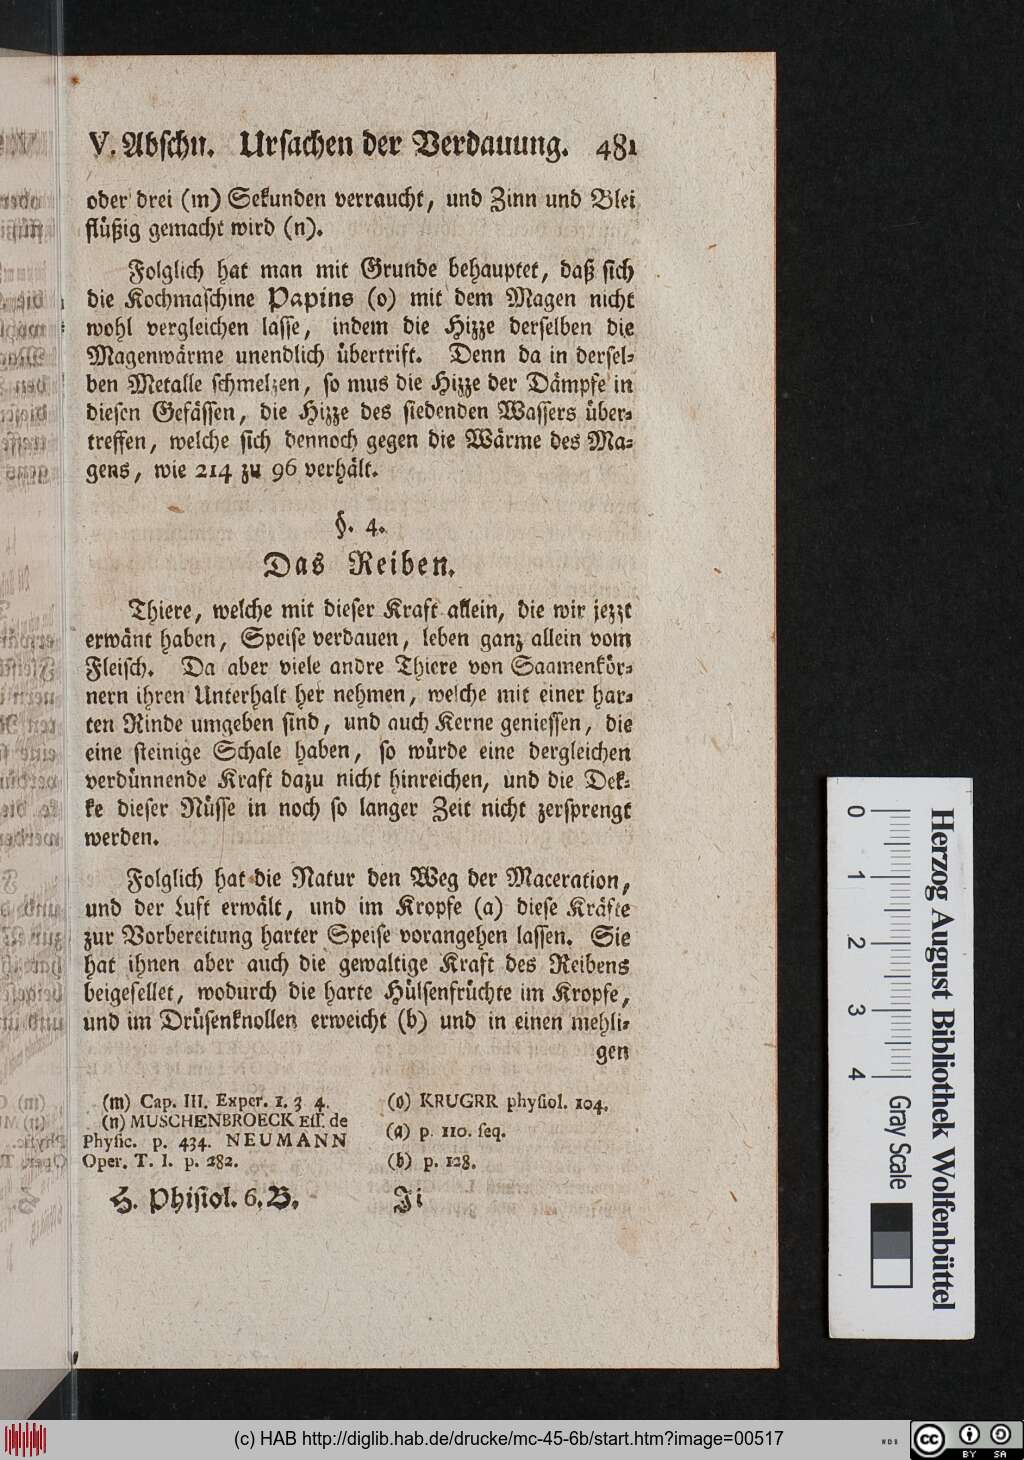 V. Abschn. Ursachen der Verdauung. 481
oder drei (m) Sekunden verraucht, und Zinn und Blei
flüßig gemacht wird (n).
Folglich hat man mit Grunde behauptet, daß sich
die Kochmaschine Papins (o) mit dem Magen nicht
wohl vergleichen lasse, indem die Hizze derselben die
Magenwärme unendlich übertrift. Denn da in dersel-
ben Metalle schmelzen, so mus die Hizze der Dämpfe in
diesen Gefässen, die Hizze des siedenden Wassers über-
treffen, welche sich dennoch gegen die Wärme des Ma-
gens, wie 214 zu 96 verhält.
§. 4.
Das Reiben.
Thiere, welche mit dieser Kraft allein, die wir jezzt
erwänt haben, Speise verdauen, leben ganz allein vom
Fleisch. Da aber viele andre Thiere von Saamenkör-
nern ihren Unterhalt her nehmen, welche mit einer har-
ten Rinde umgeben sind, und auch Kerne geniessen, die
eine steinige Schale haben, so würde eine dergleichen
verdünnende Kraft dazu nicht hinreichen, und die Dek-
ke dieser Nüsse in noch so langer Zeit nicht zersprengt
werden.
Folglich hat die Natur den Weg der Maceration,
und der Luft erwält, und im Kropfe (a) diese Kräfte
zur Vorbereitung harter Speise vorangehen lassen. Sie
hat ihnen aber auch die gewaltige Kraft des Reibens
beigesellet, wodurch die harte Hülsenfrüchte im Kropfe,
und im Drüsenknollen erweicht (b) und in einen mehli-
gen
(m) Cap. III. Exper. 1. 3 4.
(n) MUSCHENBROECK Eſſ. de
Phyſic. p. 434. NEUMANN
Oper. T. I. p. 282.
(o) KRUGRR phyſiol. 104.
(a) p. 110. ſeq.
(b) p. 128.
H. Phisiol. 6. B. Ii
0 1 2 3 4
Gray Scale
Herzog August Bibliothek Wolfenbüttel
(c) HAB http://diglib.hab.de/drucke/mc-45-6b/start.htm?image=00517
cc BY SA